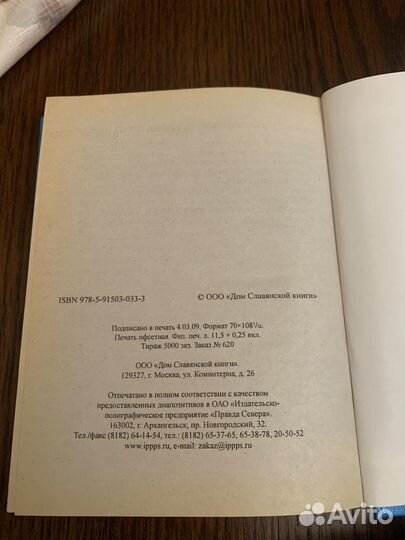 ISBN 978-5-91503-033-3
© ООО «Дом Славянской книги»
Подписано в печать 4.03.09. Формат 70×108¹/₃₂.
Печать офсетная. Физ. печ. л. 11,5 + 0,25 вкл.
Тираж 5000 экз. Заказ № 620
ООО «Дом Славянской книги».
129327, г. Москва, ул. Коминтерна, д. 26
Отпечатано в полном соответствии с качеством
предоставленных диапозитивов в ОАО «Издательско-
полиграфическое предприятие «Правда Севера».
163002, г. Архангельск, пр. Новгородский, 32.
Тел./факс (8182) 64-14-54, тел.: (8182) 65-37-65, 65-38-78, 20-50-52
www.ippps.ru, e-mail: zakaz@ippps.ru
Avito